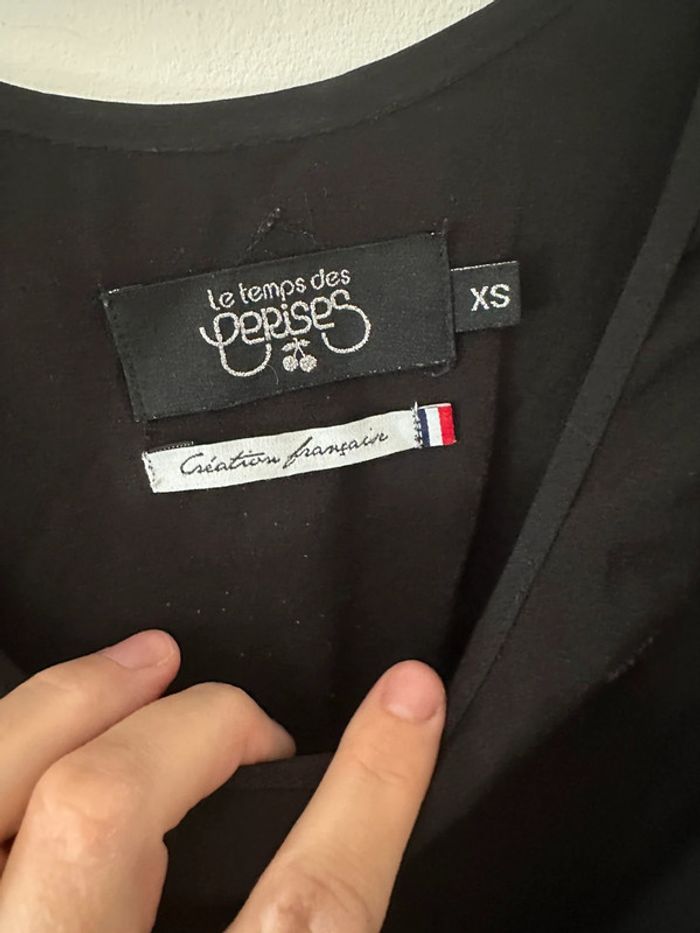 Le temps des
Cerises
XS
Création française